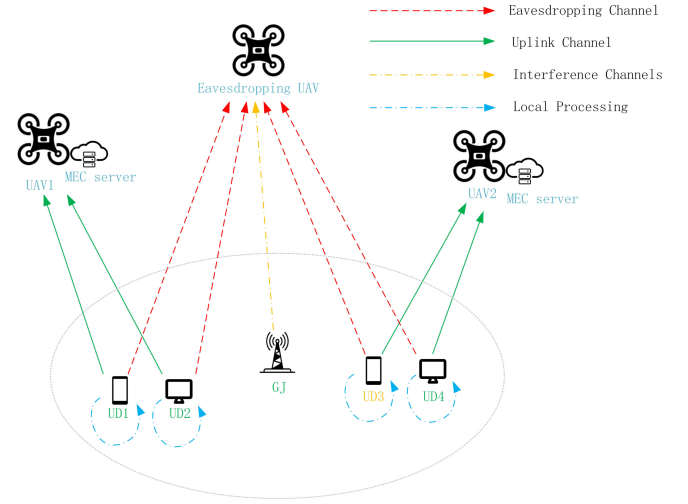 Eavesdropping Channel
Uplink Channel
Interference Channels
Local Processing
Eavesdropping UAV
UAV1
MEC server
UAV2
MEC server
GJ
UD1
UD2
UD3
UD4